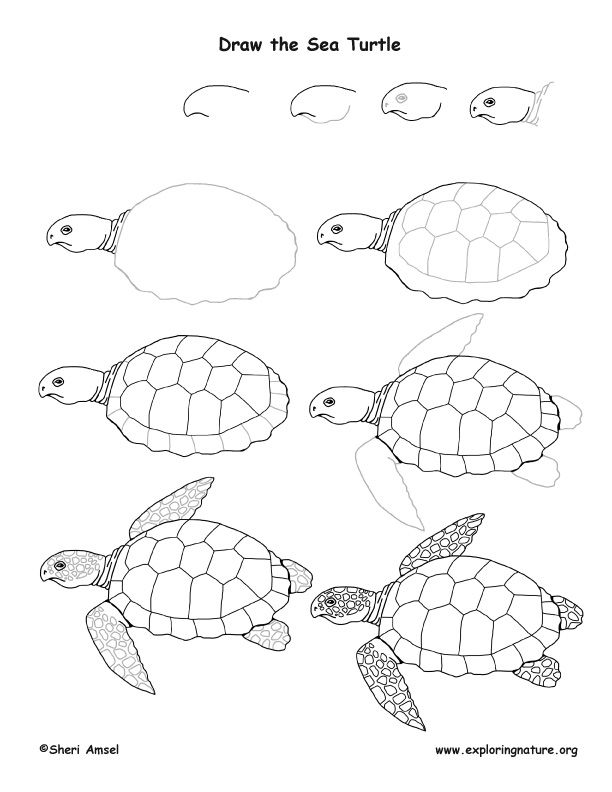 Draw the Sea Turtle
©Sheri Amsel
www.exploringnature.org